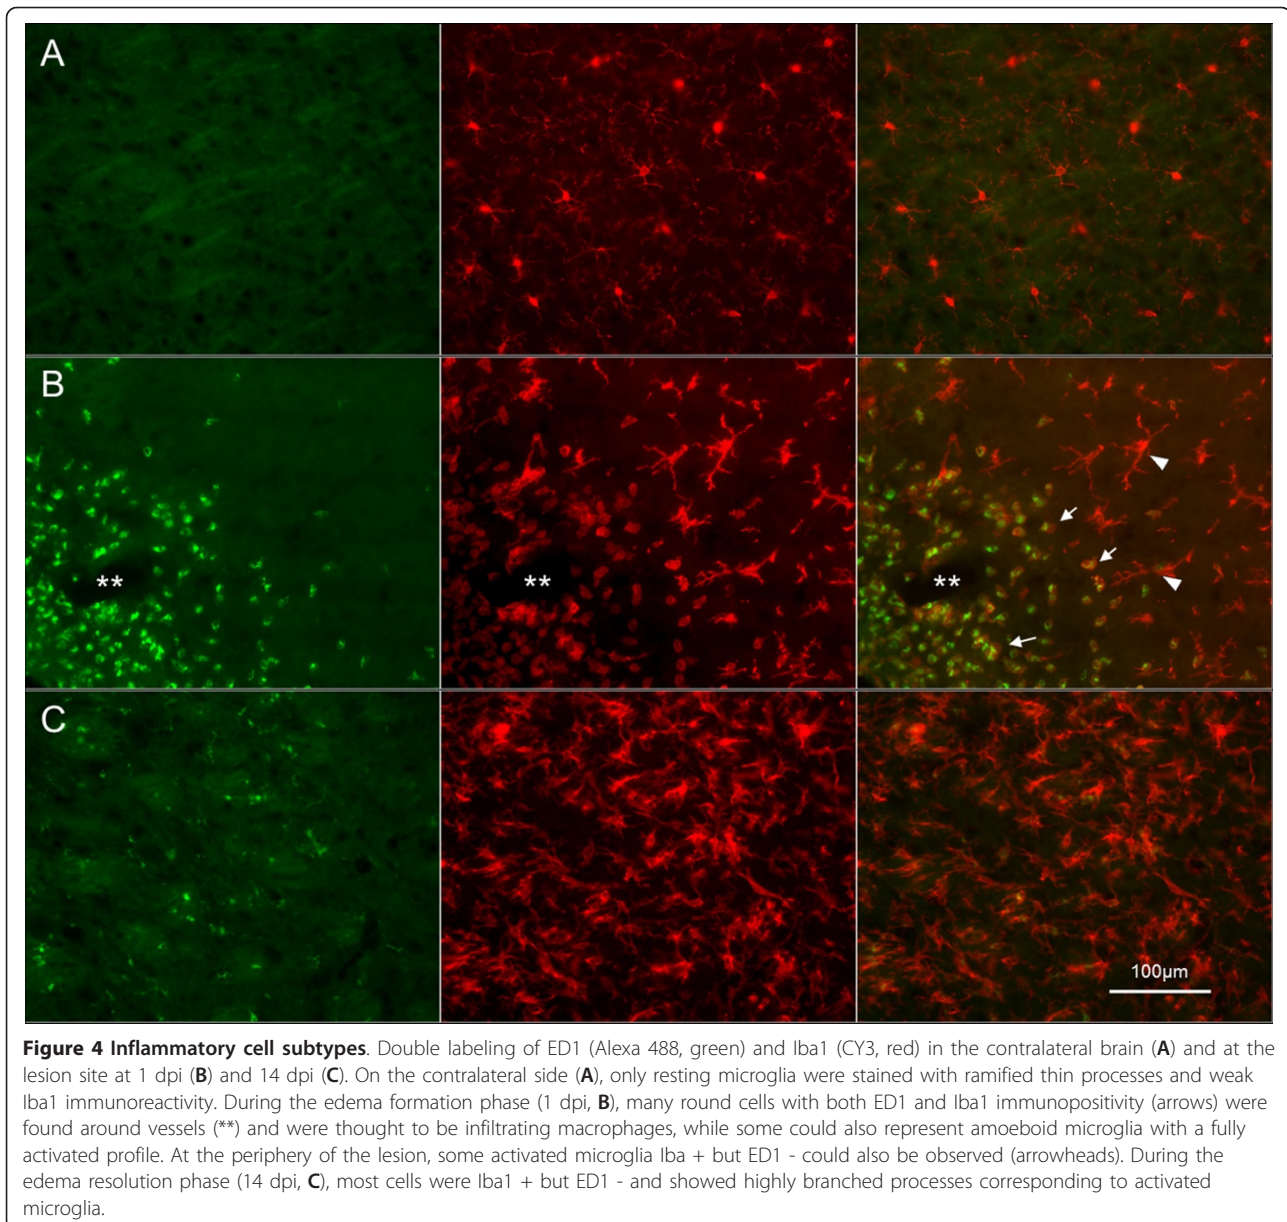 A
B
** ** **
C
100µm
Figure 4 Inflammatory cell subtypes. Double labeling of ED1 (Alexa 488, green) and Iba1 (CY3, red) in the contralateral brain (A) and at the
lesion site at 1 dpi (B) and 14 dpi (C). On the contralateral side (A), only resting microglia were stained with ramified thin processes and weak
Iba1 immunoreactivity. During the edema formation phase (1 dpi, B), many round cells with both ED1 and Iba1 immunopositivity (arrows) were
found around vessels (**) and were thought to be infiltrating macrophages, while some could also represent amoeboid microglia with a fully
activated profile. At the periphery of the lesion, some activated microglia Iba + but ED1 - could also be observed (arrowheads). During the
edema resolution phase (14 dpi, C), most cells were Iba1 + but ED1 - and showed highly branched processes corresponding to activated
microglia.